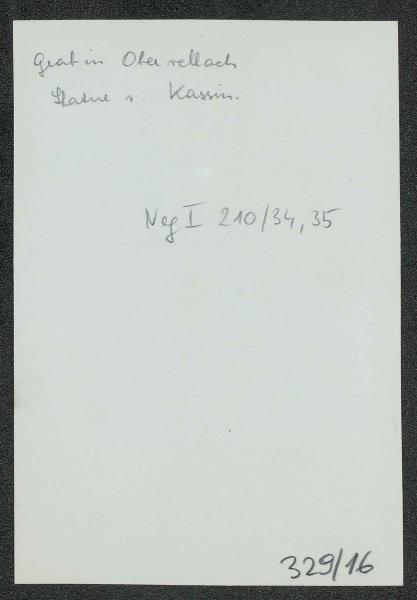 Grab in Obervellach
Statue v. Kassin.
Neg I 210/34, 35
329/16